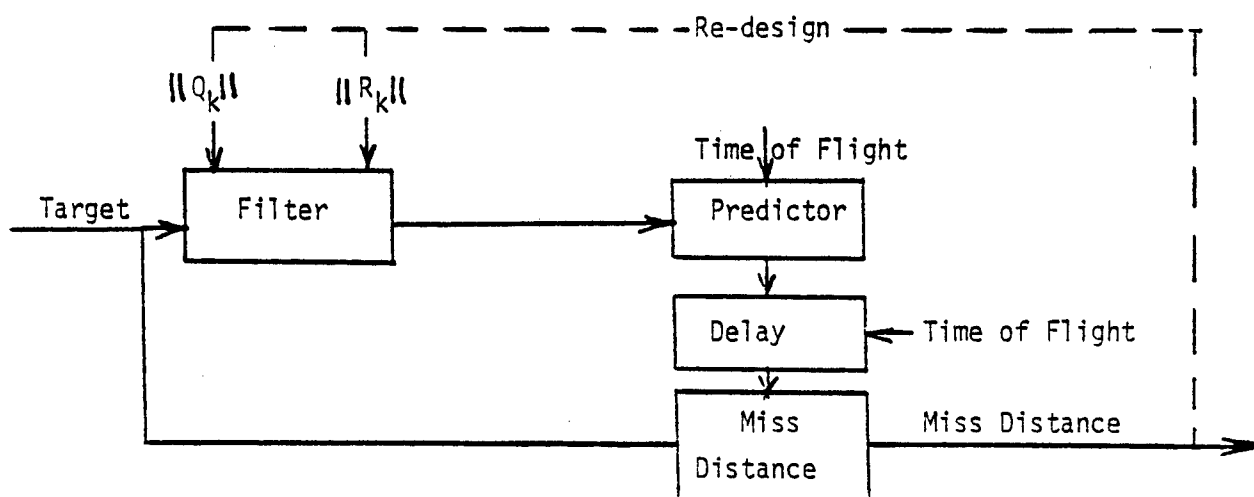 Re-design
||Q_k||
||R_k||
Time of Flight
Target
Filter
Predictor
Delay
Time of Flight
Miss
Distance
Miss Distance